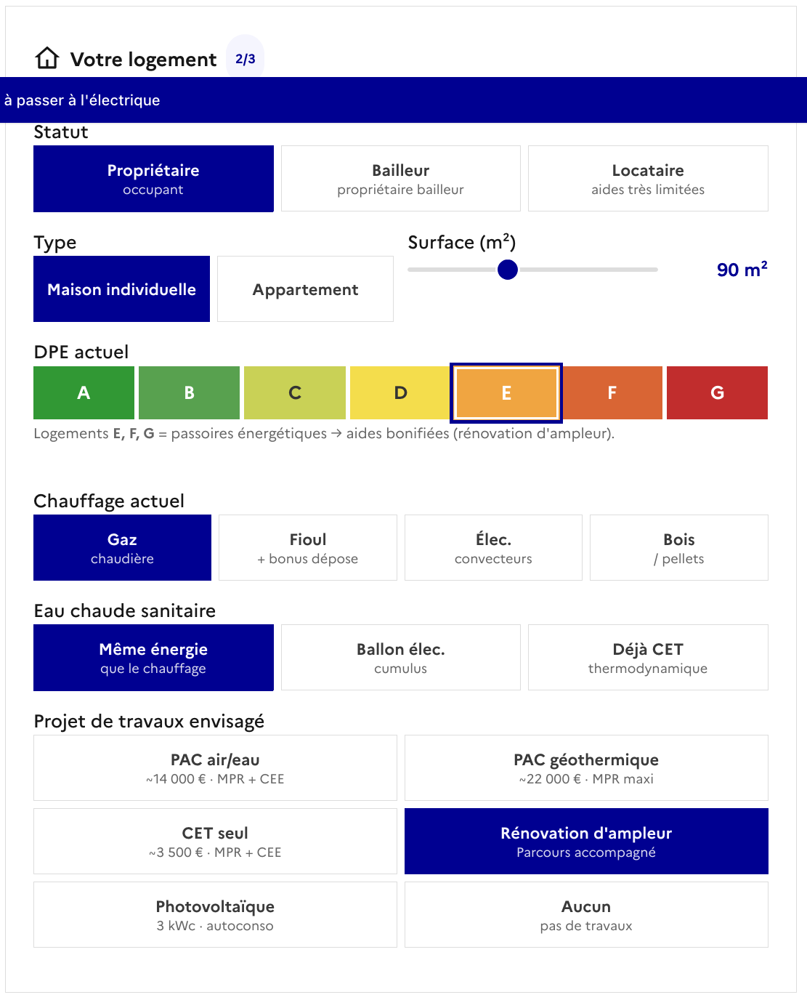 Votre logement 2/3
à passer à l'électrique
Statut
Propriétaire
occupant
Bailleur
propriétaire bailleur
Locataire
aides très limitées
Type
Maison individuelle
Appartement
Surface (m²)
90 m²
DPE actuel
A B C D E F G
Logements E, F, G = passoires énergétiques → aides bonifiées (rénovation d'ampleur).
Chauffage actuel
Gaz
chaudière
Fioul
+ bonus dépose
Élec.
convecteurs
Bois
/ pellets
Eau chaude sanitaire
Même énergie
que le chauffage
Ballon élec.
cumulus
Déjà CET
thermodynamique
Projet de travaux envisagé
PAC air/eau
~14 000 € · MPR + CEE
PAC géothermique
~22 000 € · MPR maxi
CET seul
~3 500 € · MPR + CEE
Rénovation d'ampleur
Parcours accompagné
Photovoltaïque
3 kWc · autoconso
Aucun
pas de travaux